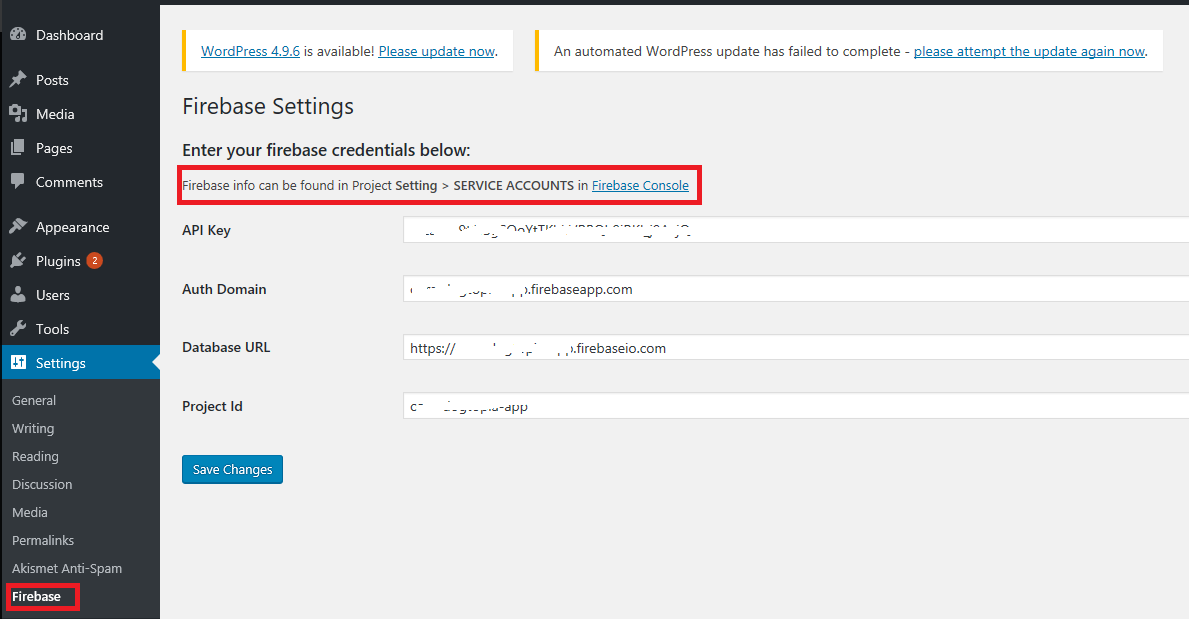 Dashboard
Posts
Media
Pages
Comments
Appearance
Plugins 2
Users
Tools
Settings
General
Writing
Reading
Discussion
Media
Permalinks
Akismet Anti-Spam
Firebase
WordPress 4.9.6 is available! Please update now.
An automated WordPress update has failed to complete - please attempt the update again now.
Firebase Settings
Enter your firebase credentials below:
Firebase info can be found in Project Setting > SERVICE ACCOUNTS in Firebase Console
API Key
Auth Domain
.firebaseapp.com
Database URL
https://
.firebaseio.com
Project Id
-app
Save Changes